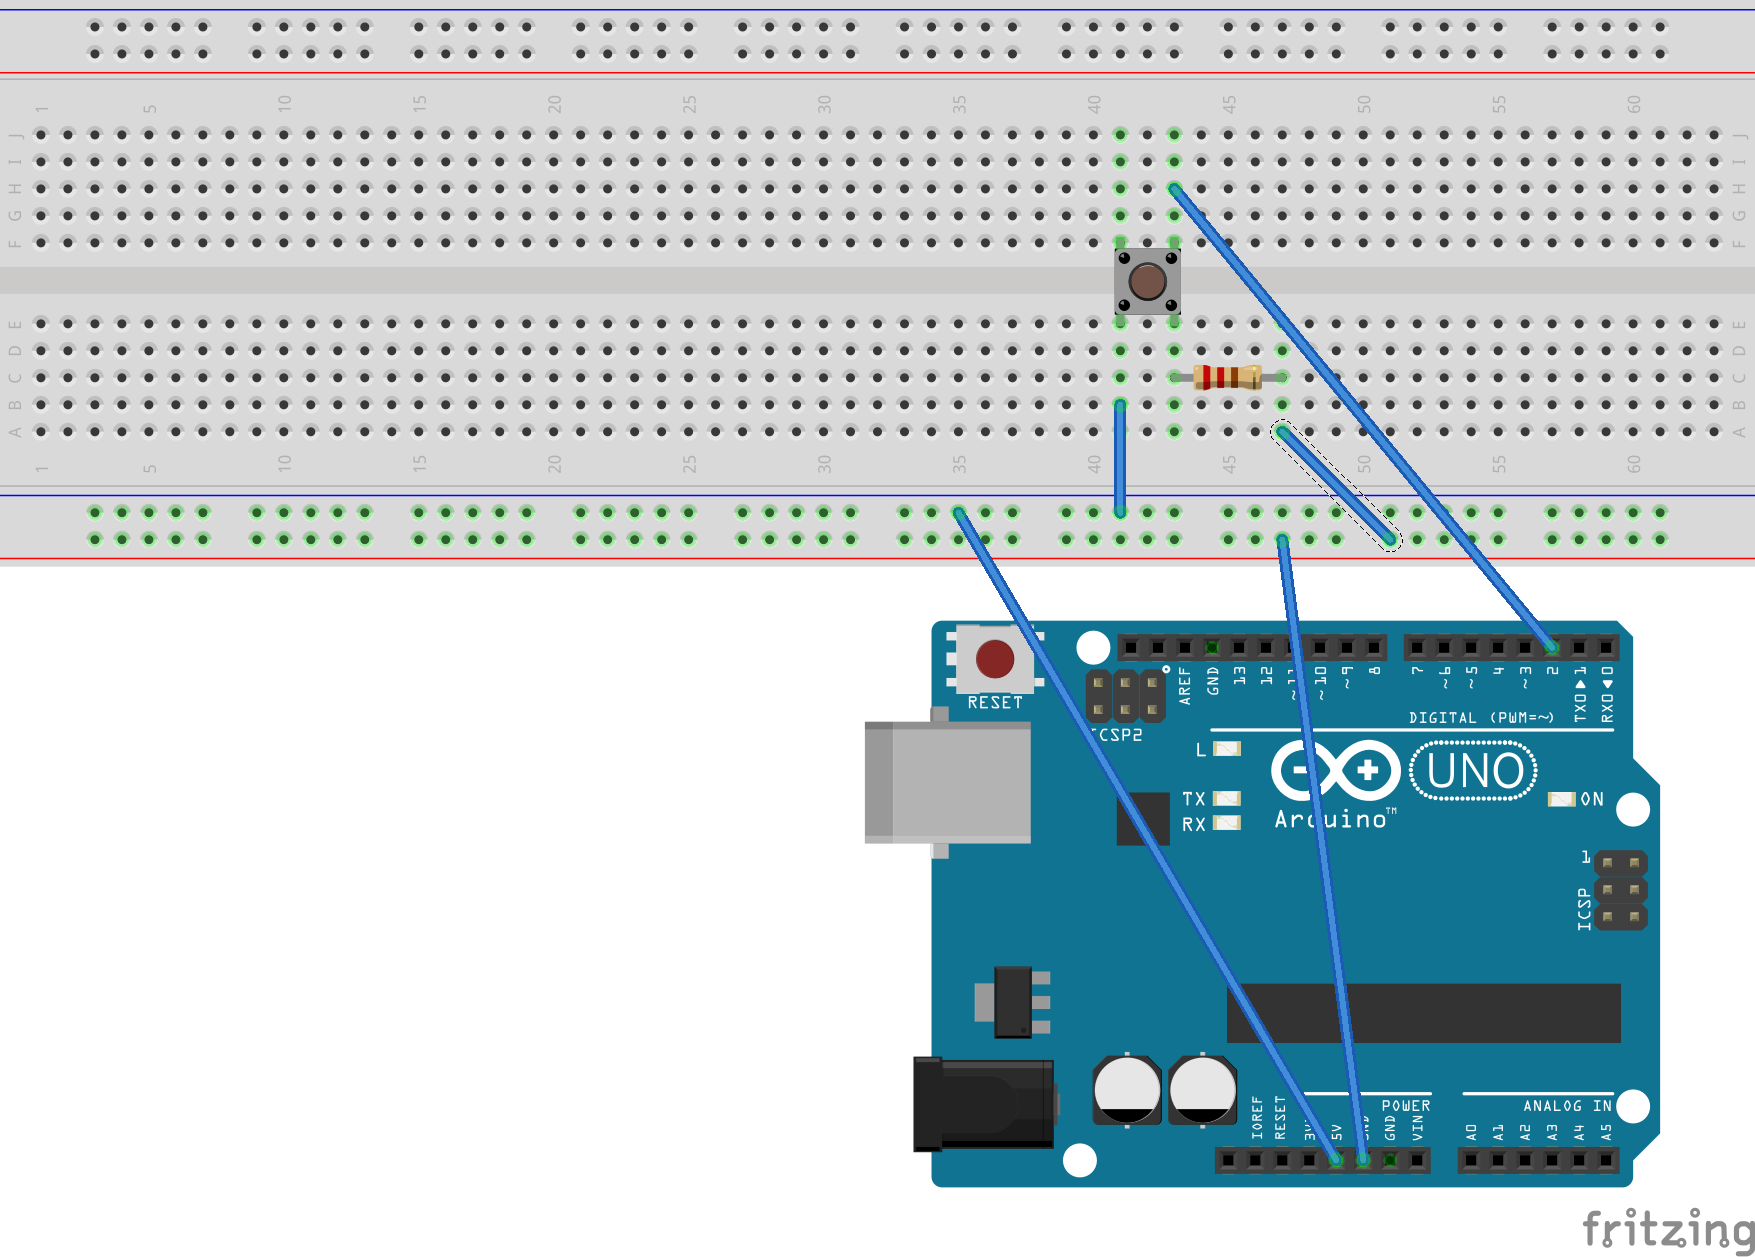 1 5 10 15 20 25 30 35 40 45 50 55 60
J J
I I
H H
G G
F F
E E
D D
C C
B B
A A
1 5 10 15 20 25 30 35 40 45 50 55 60
RESET
AREF GND 13 12 ~10 ~9 8 7 ~6 ~5 4 ~3 2 TX0▶1 RX0◀0
DIGITAL (PWM=~)
ICSP2
L
TX
RX
UNO
Arduino™
ON
1
ICSP
POWER
ANALOG IN
IOREF RESET 5V GND VIN A0 A1 A2 A3 A4 A5
fritzing